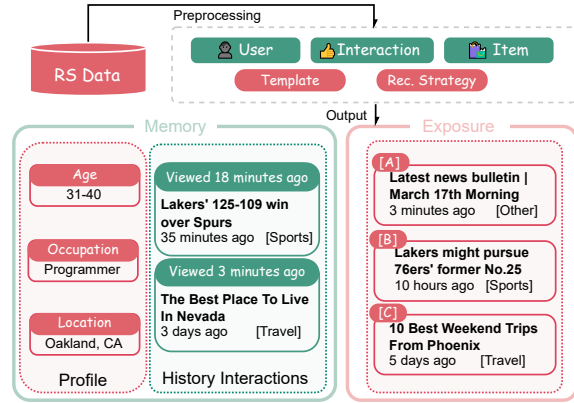 Preprocessing
RS Data
User
Interaction
Item
Template
Rec. Strategy
Output
Memory
Age
31-40
Occupation
Programmer
Location
Oakland, CA
Profile
Viewed 18 minutes ago
Lakers' 125-109 win
over Spurs
35 minutes ago [Sports]
Viewed 3 minutes ago
The Best Place To Live
In Nevada
3 days ago [Travel]
History Interactions
Exposure
[A]
Latest news bulletin |
March 17th Morning
3 minutes ago [Other]
[B]
Lakers might pursue
76ers' former No.25
10 hours ago [Sports]
[C]
10 Best Weekend Trips
From Phoenix
5 days ago [Travel]